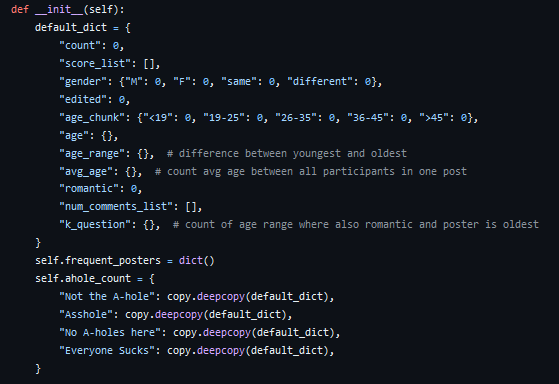 def __init__(self):
    default_dict = {
        "count": 0,
        "score_list": [],
        "gender": {"M": 0, "F": 0, "same": 0, "different": 0},
        "edited": 0,
        "age_chunk": {"<19": 0, "19-25": 0, "26-35": 0, "36-45": 0, ">45": 0},
        "age": {},
        "age_range": {},  # difference between youngest and oldest
        "avg_age": {},  # count avg age between all participants in one post
        "romantic": 0,
        "num_comments_list": [],
        "k_question": {},  # count of age range where also romantic and poster is oldest
    }
    self.frequent_posters = dict()
    self.ahole_count = {
        "Not the A-hole": copy.deepcopy(default_dict),
        "Asshole": copy.deepcopy(default_dict),
        "No A-holes here": copy.deepcopy(default_dict),
        "Everyone Sucks": copy.deepcopy(default_dict),
    }